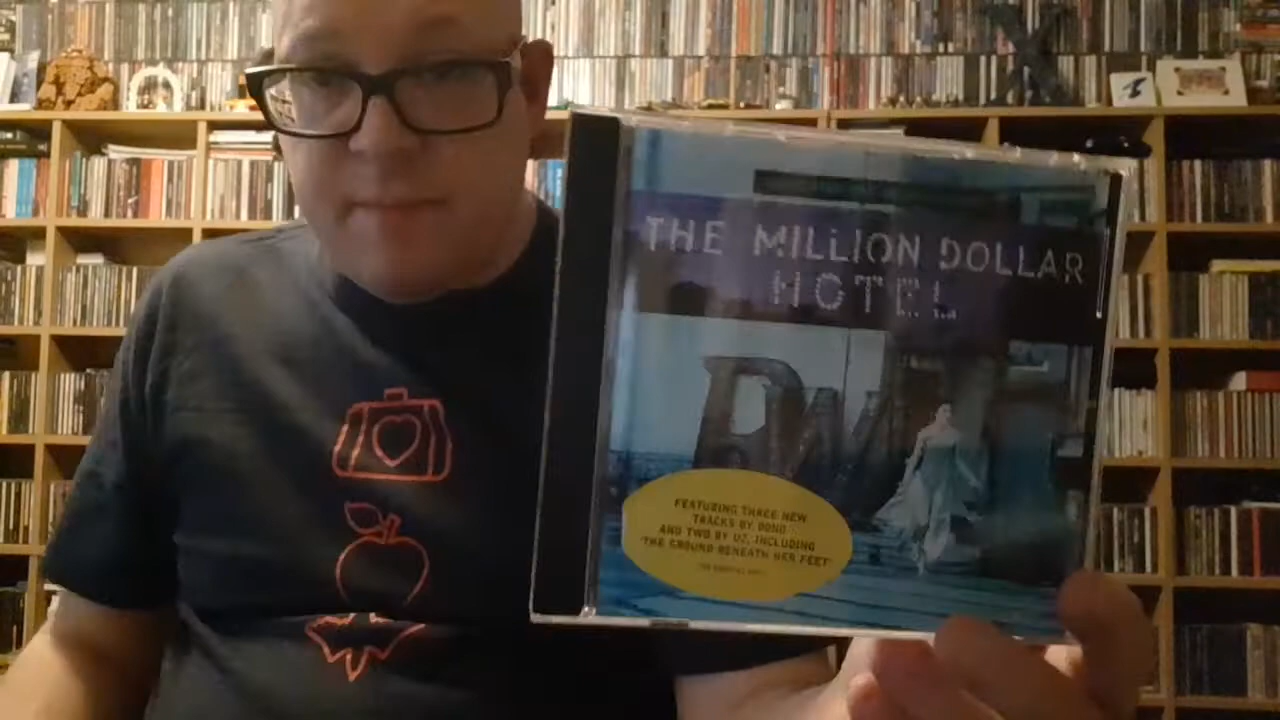 THE MILLION DOLLAR
HOTEL
FEATURING THREE NEW
TRACKS BY BONO
AND TWO BY U2, INCLUDING
'THE GROUND BENEATH HER FEET'